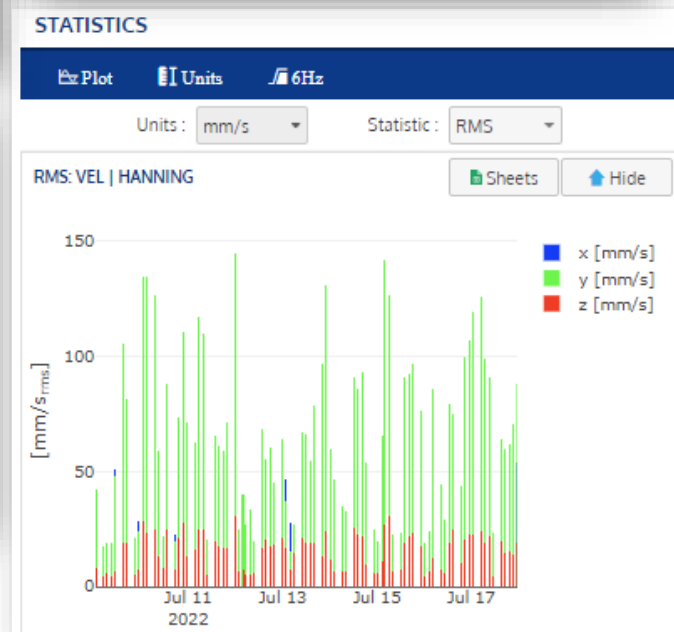 STATISTICS
Plot Units 6Hz
Units : mm/s Statistic : RMS
RMS: VEL | HANNING Sheets Hide
150
100
50
0
[mm/s rms]
x [mm/s]
y [mm/s]
z [mm/s]
Jul 11 Jul 13 Jul 15 Jul 17
2022